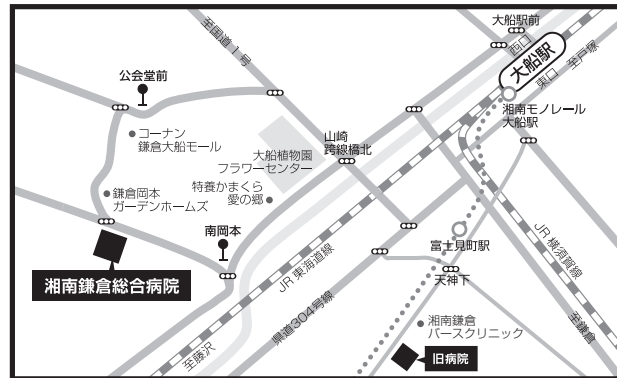 大船駅前
至国道1号
西口
大船駅
東口
至戸塚
公会堂前
湘南モノレール
大船駅
コーナン
鎌倉大船モール
山崎
跨線橋北
大船植物園
フラワーセンター
特養かまくら
愛の郷
鎌倉岡本
ガーデンホームズ
南岡本
富士見町駅
JR東海道線
JR横須賀線
湘南鎌倉総合病院
天神下
県道304号線
至鎌倉
湘南鎌倉
バースクリニック
至藤沢
旧病院